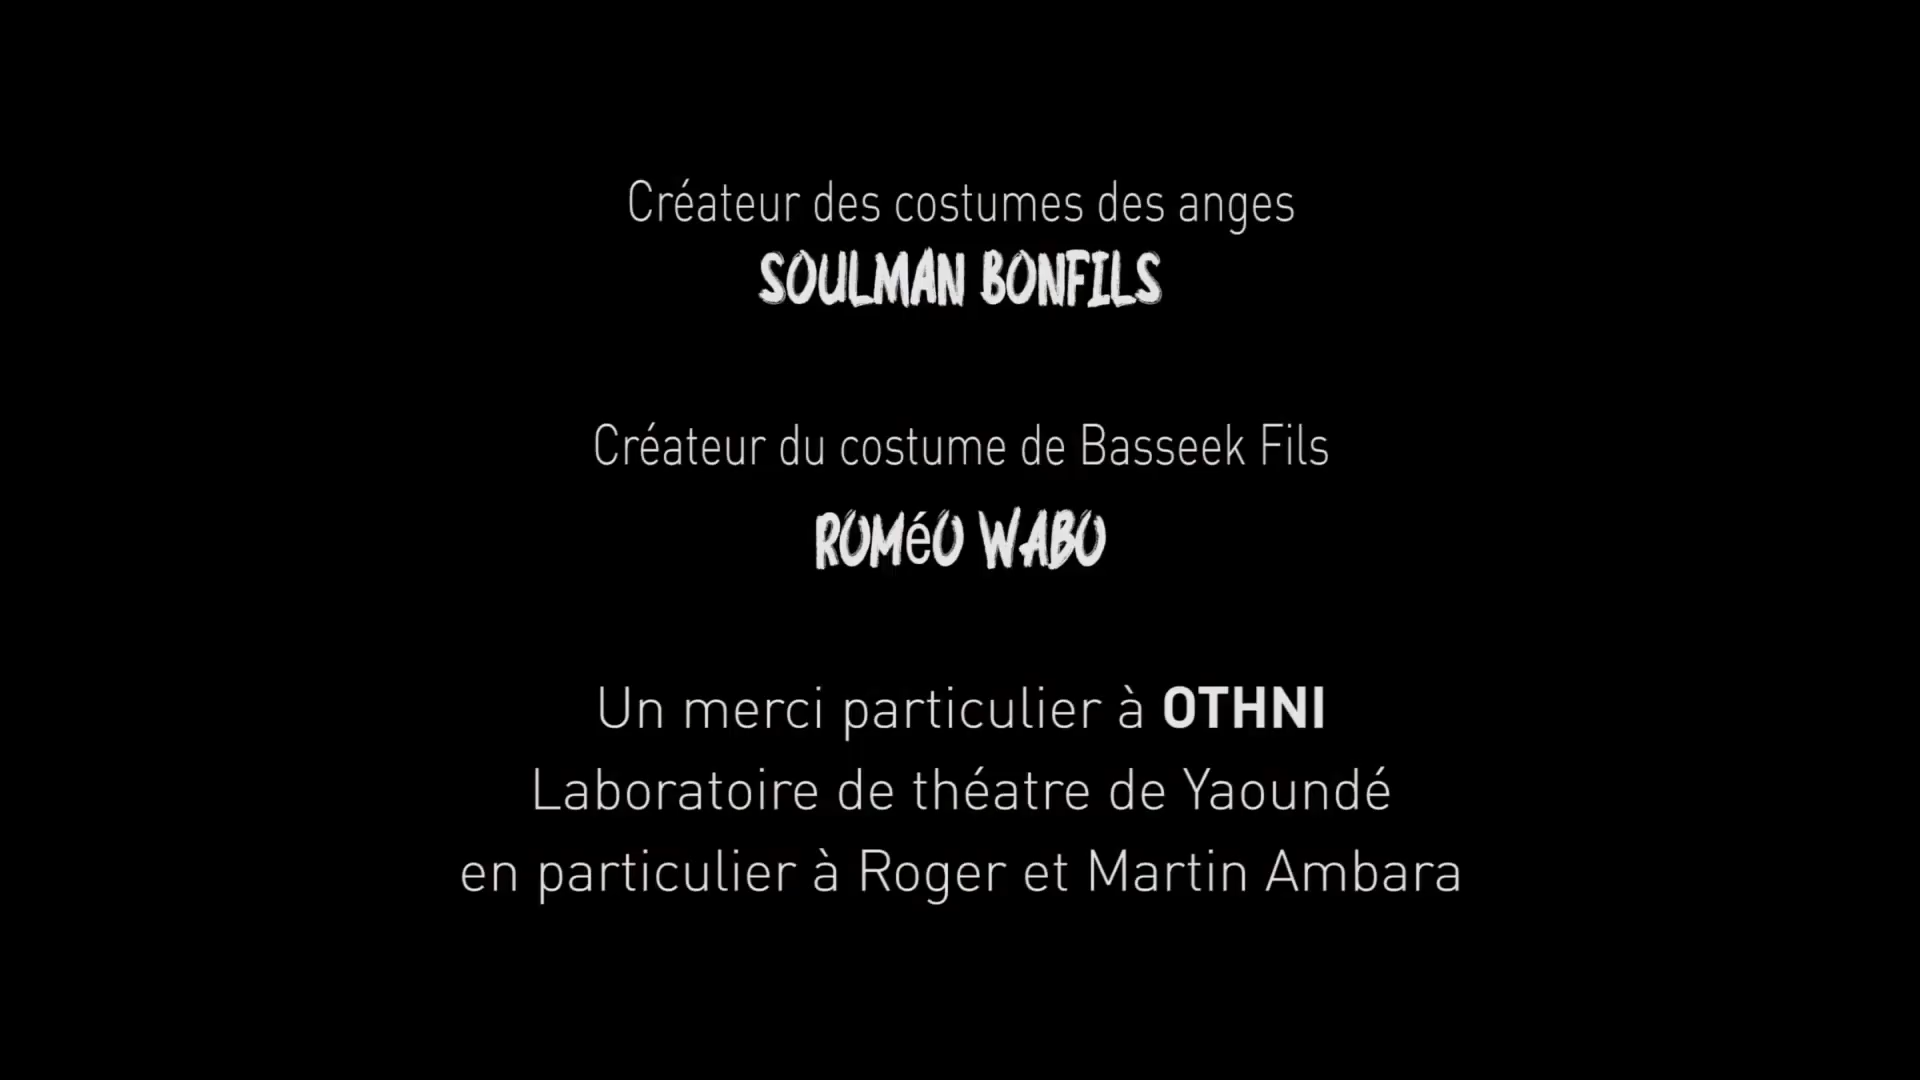 Créateur des costumes des anges
SOULMAN BONFILS
Créateur du costume de Basseek Fils
ROMéO WABO
Un merci particulier à OTHNI
Laboratoire de théatre de Yaoundé
en particulier à Roger et Martin Ambara